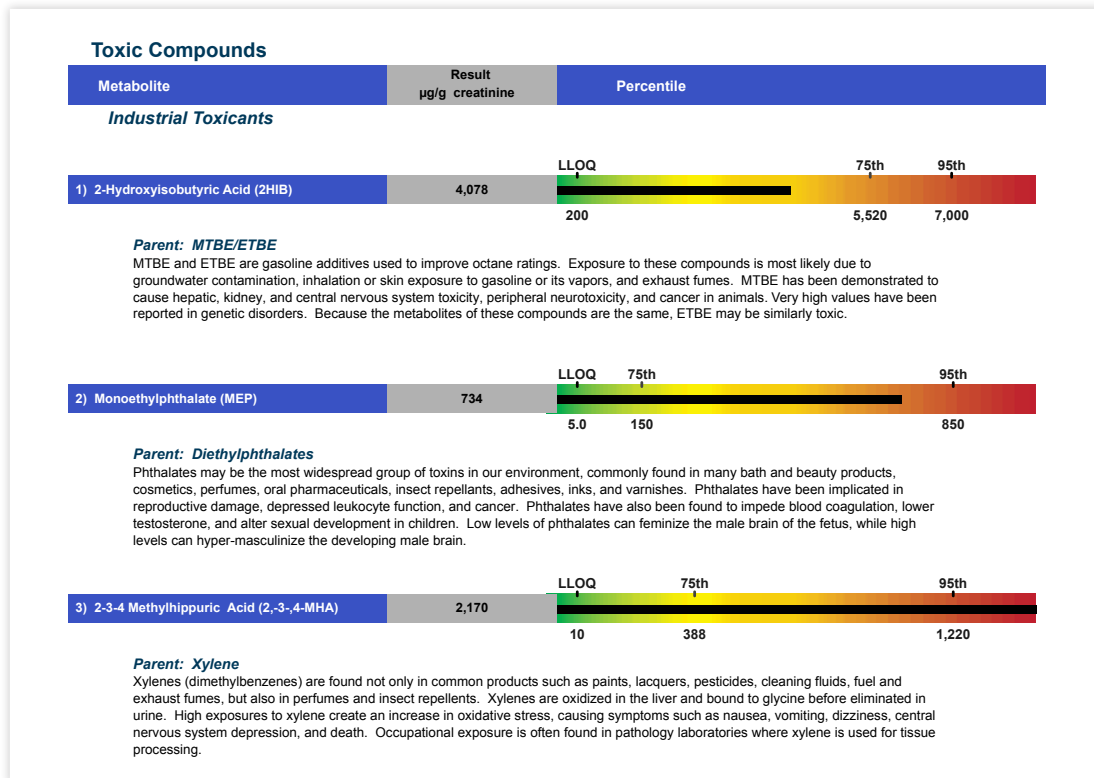 Toxic Compounds
Metabolite
Result
µg/g creatinine
Percentile
Industrial Toxicants
LLOQ 75th 95th
1) 2-Hydroxyisobutyric Acid (2HIB) 4,078
200 5,520 7,000
Parent: MTBE/ETBE
MTBE and ETBE are gasoline additives used to improve octane ratings. Exposure to these compounds is most likely due to
groundwater contamination, inhalation or skin exposure to gasoline or its vapors, and exhaust fumes. MTBE has been demonstrated to
cause hepatic, kidney, and central nervous system toxicity, peripheral neurotoxicity, and cancer in animals. Very high values have been
reported in genetic disorders. Because the metabolites of these compounds are the same, ETBE may be similarly toxic.
LLOQ 75th 95th
2) Monoethylphthalate (MEP) 734
5.0 150 850
Parent: Diethylphthalates
Phthalates may be the most widespread group of toxins in our environment, commonly found in many bath and beauty products,
cosmetics, perfumes, oral pharmaceuticals, insect repellants, adhesives, inks, and varnishes. Phthalates have been implicated in
reproductive damage, depressed leukocyte function, and cancer. Phthalates have also been found to impede blood coagulation, lower
testosterone, and alter sexual development in children. Low levels of phthalates can feminize the male brain of the fetus, while high
levels can hyper-masculinize the developing male brain.
LLOQ 75th 95th
3) 2-3-4 Methylhippuric Acid (2,-3-,4-MHA) 2,170
10 388 1,220
Parent: Xylene
Xylenes (dimethylbenzenes) are found not only in common products such as paints, lacquers, pesticides, cleaning fluids, fuel and
exhaust fumes, but also in perfumes and insect repellents. Xylenes are oxidized in the liver and bound to glycine before eliminated in
urine. High exposures to xylene create an increase in oxidative stress, causing symptoms such as nausea, vomiting, dizziness, central
nervous system depression, and death. Occupational exposure is often found in pathology laboratories where xylene is used for tissue
processing.